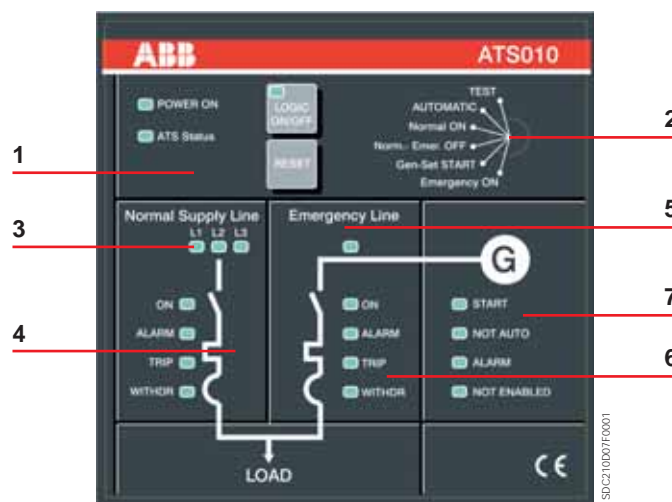 ABB ATS010
POWER ON
ATS Status
LOGIC
ON/OFF
RESET
TEST
AUTOMATIC
Normal ON
Norm.- Emer. OFF
Gen-Set START
Emergency ON
1
2
Normal Supply Line
L1 L2 L3
Emergency Line
3
5
G
ON
ALARM
TRIP
WITHDR
4
ON
ALARM
TRIP
WITHDR
START
NOT AUTO
ALARM
NOT ENABLED
7
6
LOAD
CE
SDC210D07F0001